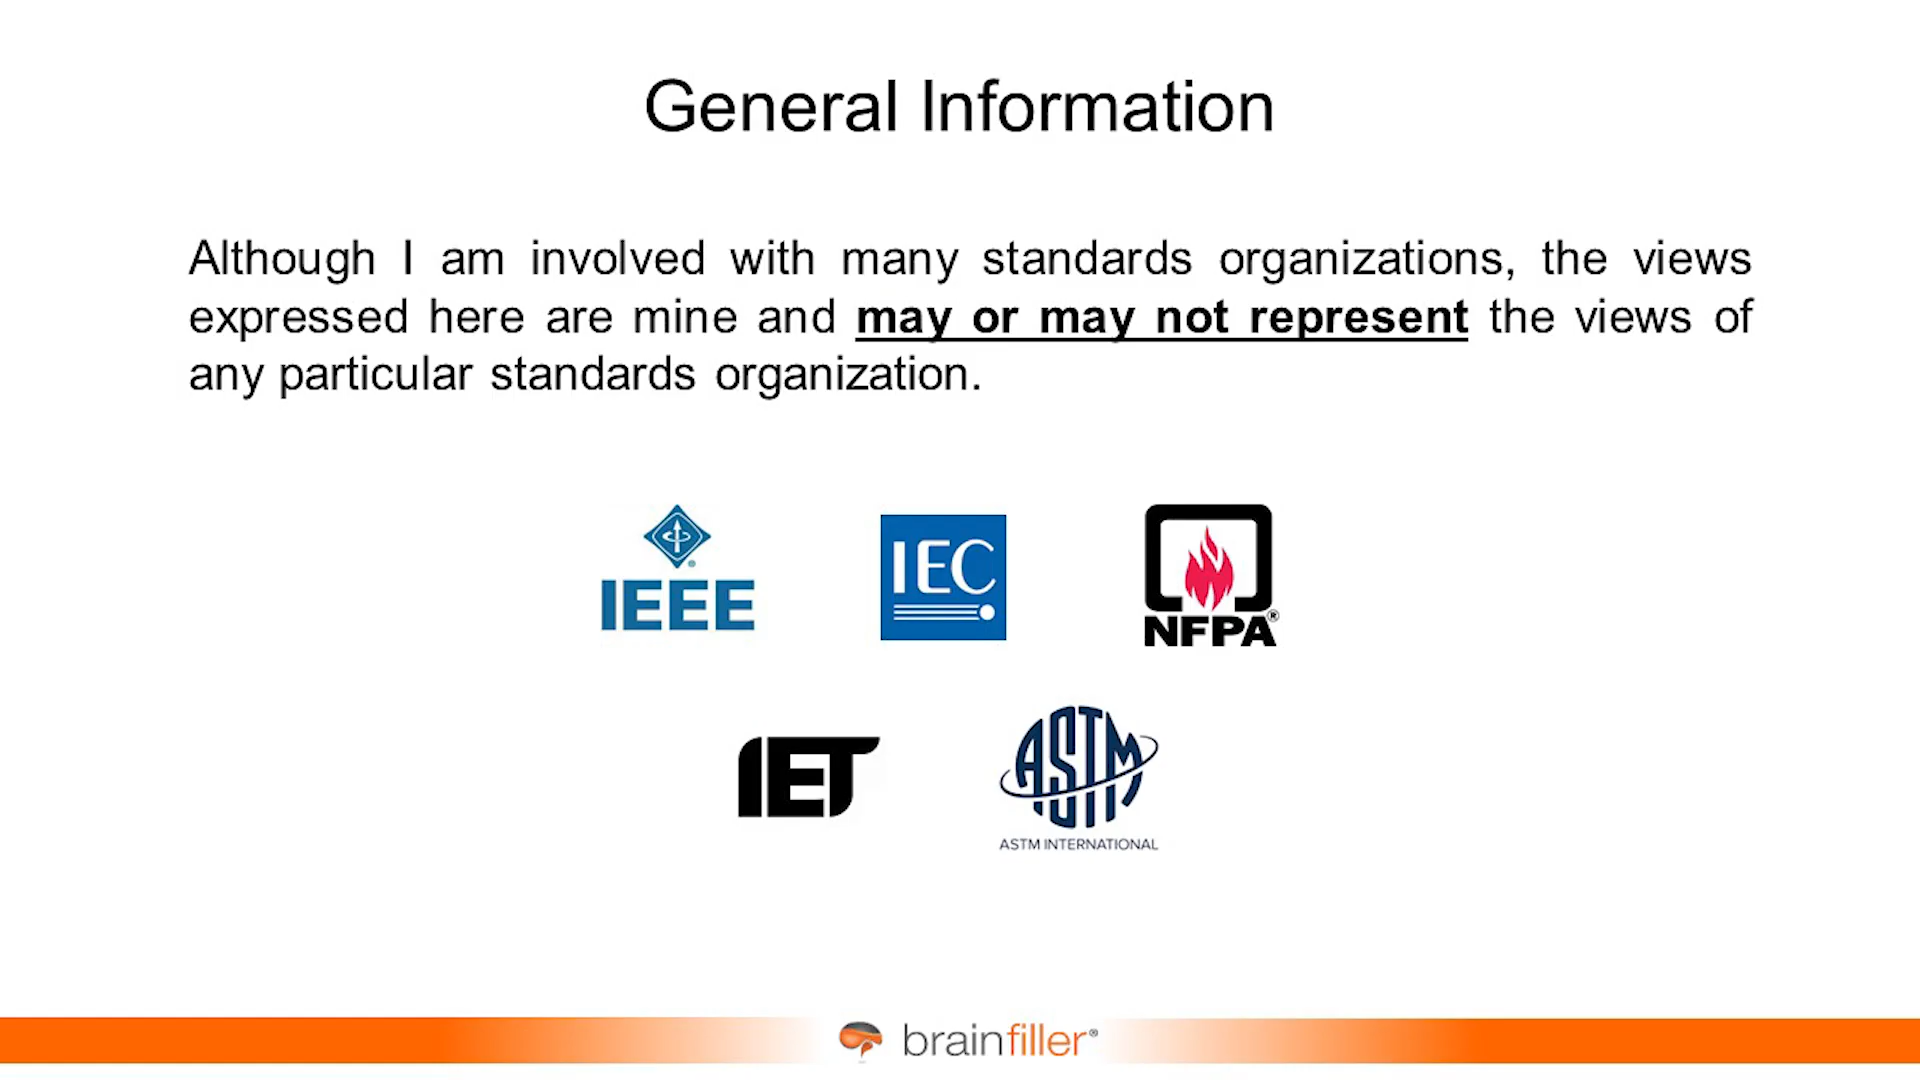 General Information
Although I am involved with many standards organizations, the views
expressed here are mine and may or may not represent the views of
any particular standards organization.
IEEE ®
IEC
NFPA®
IET
ASTM
ASTM INTERNATIONAL
brainfiller®